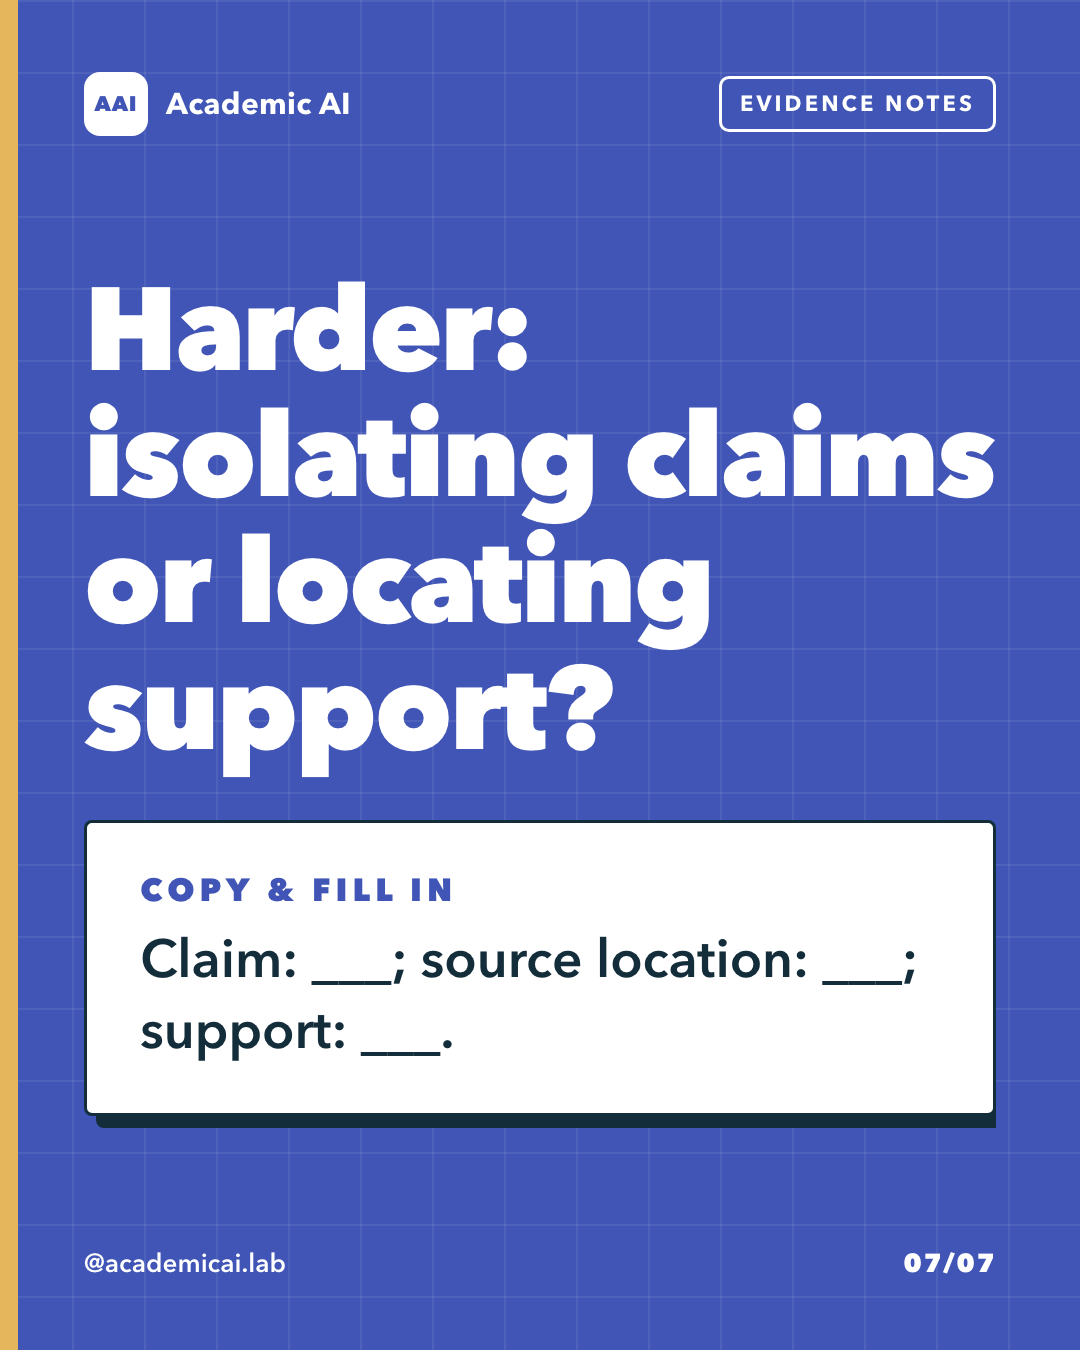 AAI Academic AI
EVIDENCE NOTES
Harder:
isolating claims
or locating
support?
COPY & FILL IN
Claim: ___; source location: ___;
support: ___.
@academicai.lab
07/07